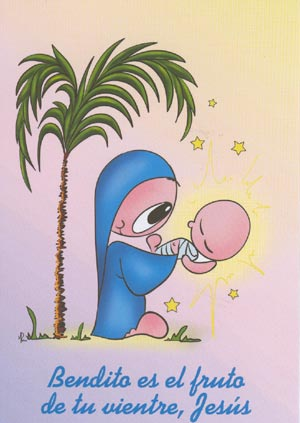 Bendito es el fruto
de tu vientre, Jesús